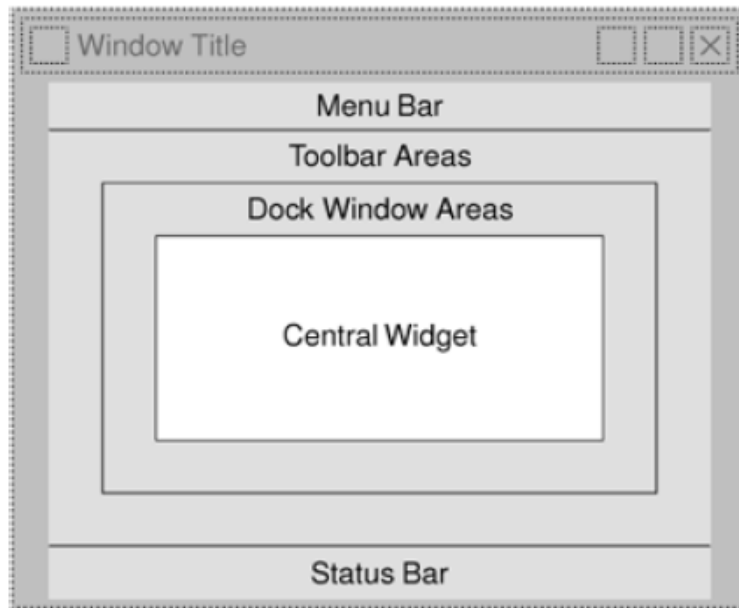 Window Title
Menu Bar
Toolbar Areas
Dock Window Areas
Central Widget
Status Bar